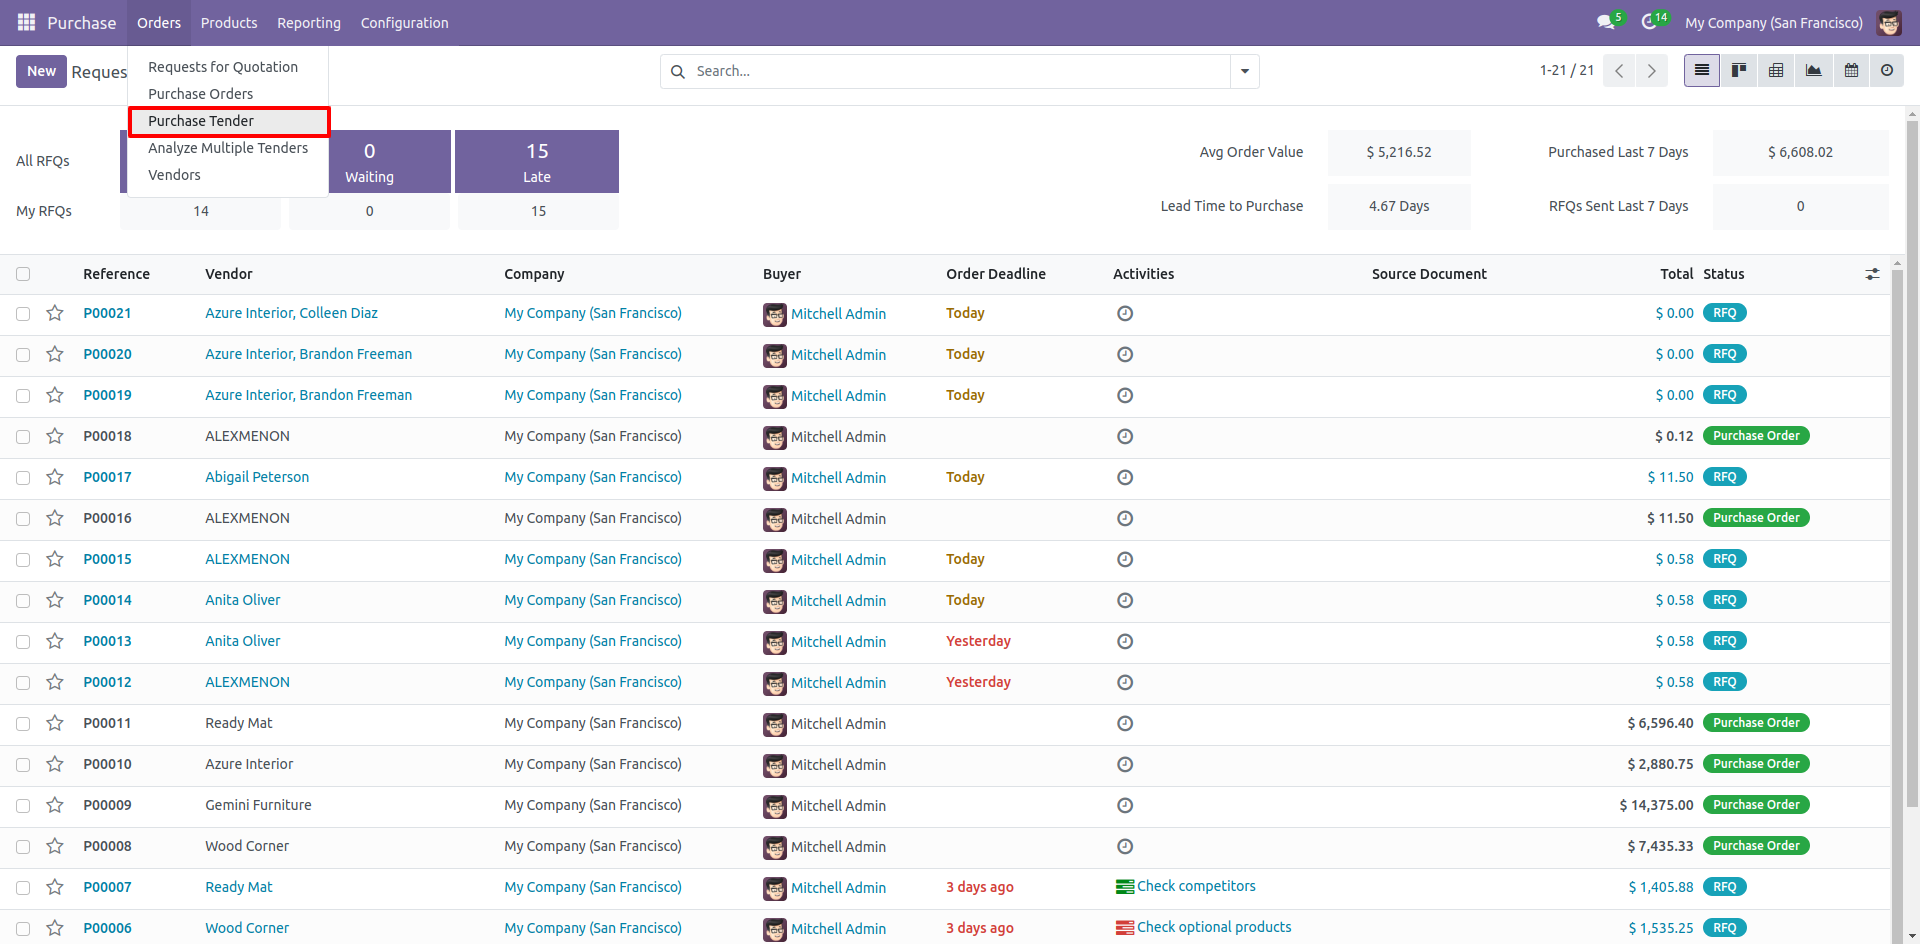 Purchase Orders Products Reporting Configuration 5 14 My Company (San Francisco)
New Reques Search... 1-21 / 21
Requests for Quotation
Purchase Orders
Purchase Tender
Analyze Multiple Tenders
Vendors
All RFQs 0 Waiting 15 Late Avg Order Value $ 5,216.52 Purchased Last 7 Days $ 6,608.02
My RFQs 14 0 15 Lead Time to Purchase 4.67 Days RFQs Sent Last 7 Days 0
Reference Vendor Company Buyer Order Deadline Activities Source Document Total Status
P00021 Azure Interior, Colleen Diaz My Company (San Francisco) Mitchell Admin Today $ 0.00 RFQ
P00020 Azure Interior, Brandon Freeman My Company (San Francisco) Mitchell Admin Today $ 0.00 RFQ
P00019 Azure Interior, Brandon Freeman My Company (San Francisco) Mitchell Admin Today $ 0.00 RFQ
P00018 ALEXMENON My Company (San Francisco) Mitchell Admin $ 0.12 Purchase Order
P00017 Abigail Peterson My Company (San Francisco) Mitchell Admin Today $ 11.50 RFQ
P00016 ALEXMENON My Company (San Francisco) Mitchell Admin $ 11.50 Purchase Order
P00015 ALEXMENON My Company (San Francisco) Mitchell Admin Today $ 0.58 RFQ
P00014 Anita Oliver My Company (San Francisco) Mitchell Admin Today $ 0.58 RFQ
P00013 Anita Oliver My Company (San Francisco) Mitchell Admin Yesterday $ 0.58 RFQ
P00012 ALEXMENON My Company (San Francisco) Mitchell Admin Yesterday $ 0.58 RFQ
P00011 Ready Mat My Company (San Francisco) Mitchell Admin $ 6,596.40 Purchase Order
P00010 Azure Interior My Company (San Francisco) Mitchell Admin $ 2,880.75 Purchase Order
P00009 Gemini Furniture My Company (San Francisco) Mitchell Admin $ 14,375.00 Purchase Order
P00008 Wood Corner My Company (San Francisco) Mitchell Admin $ 7,435.33 Purchase Order
P00007 Ready Mat My Company (San Francisco) Mitchell Admin 3 days ago Check competitors $ 1,405.88 RFQ
P00006 Wood Corner My Company (San Francisco) Mitchell Admin 3 days ago Check optional products $ 1,535.25 RFQ